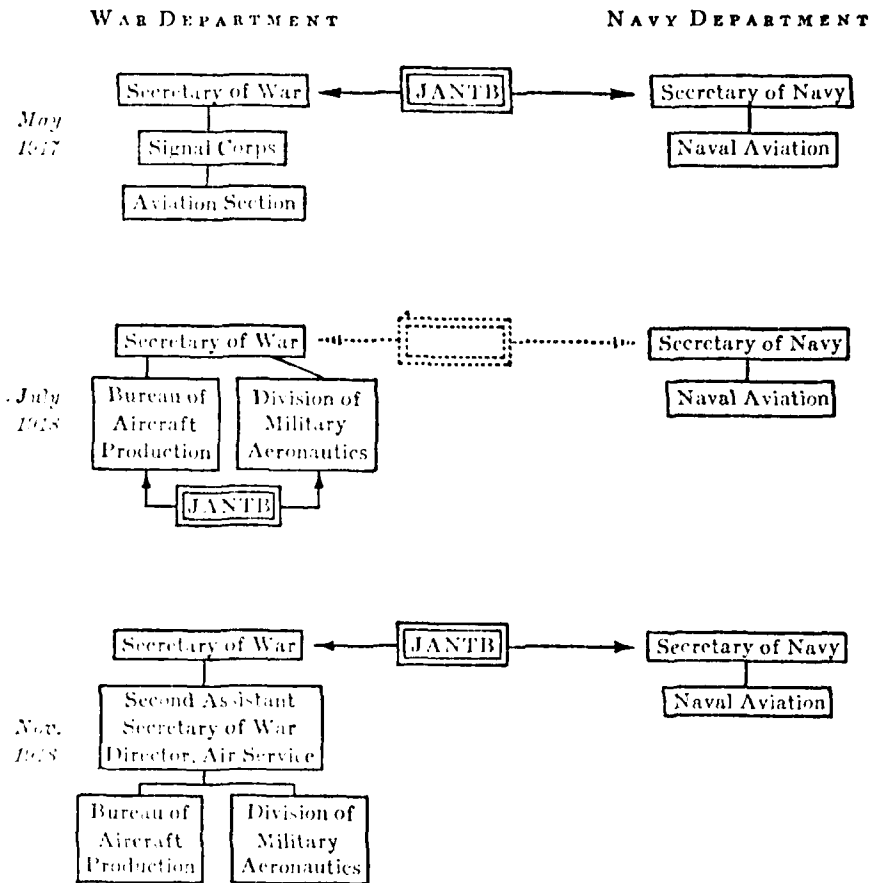 WAR DEPARTMENT NAVY DEPARTMENT
Secretary of War JANTB Secretary of Navy
May
1917
Signal Corps Naval Aviation
Aviation Section
Secretary of War Secretary of Navy
July
1918
Bureau of
Aircraft
Production
Division of
Military
Aeronautics
Naval Aviation
JANTB
Secretary of War JANTB Secretary of Navy
Nov.
1918
Second Assistant
Secretary of War
Director, Air Service
Naval Aviation
Bureau of
Aircraft
Production
Division of
Military
Aeronautics